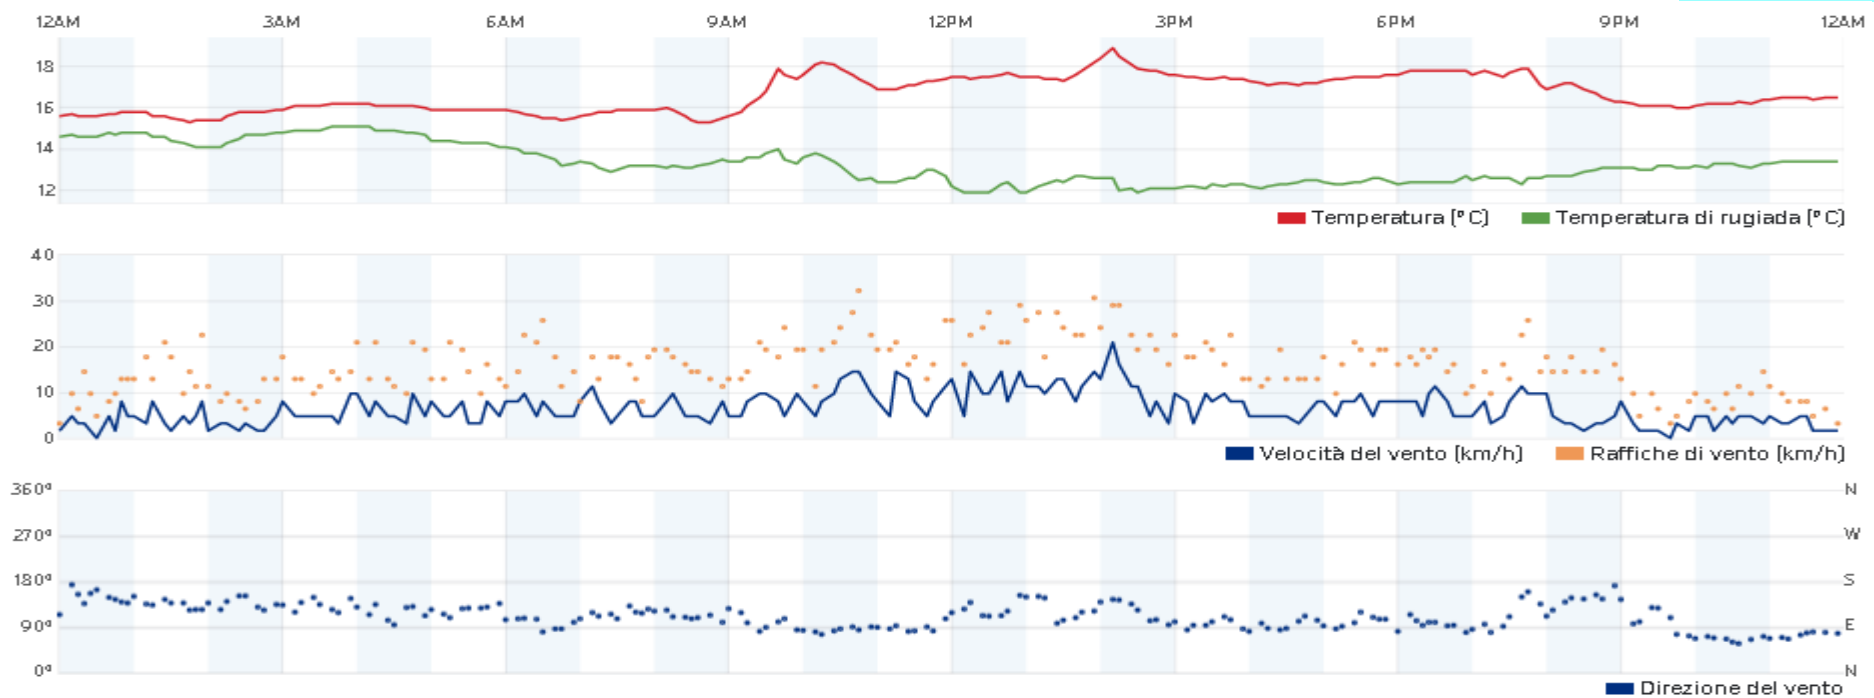 12AM 3AM 6AM 9AM 12PM 3PM 6PM 9PM 12AM
18
16
14
12
Temperatura (°C) Temperatura di rugiada (°C)
40
30
20
10
0
Velocità del vento (km/h) Raffiche di vento (km/h)
360° N
270° W
180° S
90° E
0° N
Direzione del vento